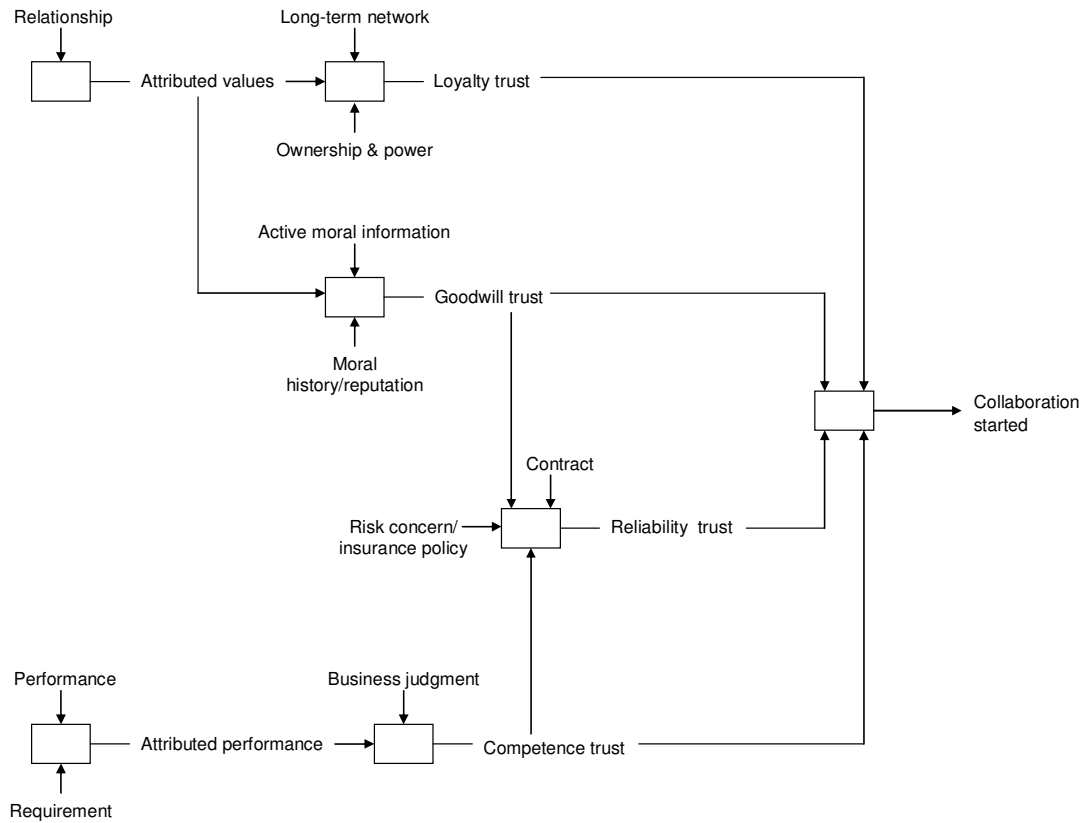 Relationship
Long-term network
Attributed values
Loyalty trust
Ownership & power
Active moral information
Goodwill trust
Moral
history/reputation
Collaboration
started
Contract
Risk concern/
insurance policy
Reliability trust
Performance
Business judgment
Attributed performance
Competence trust
Requirement